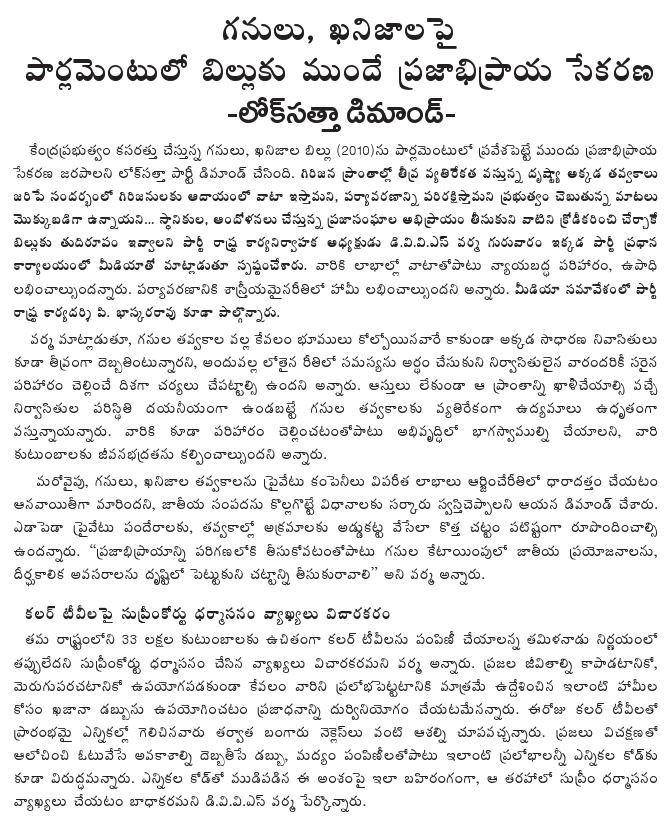 గనులు, ఖనిజాలపై
పార్లమెంటులో బిల్లుకు ముందే ప్రజాభిప్రాయ సేకరణ
-లోక్‌సత్తా డిమాండ్-
కేంద్రప్రభుత్వం కసరత్తు చేస్తున్న గనులు, ఖనిజాల బిల్లు (2010)ను పార్లమెంటులో ప్రవేశపెట్టే ముందు ప్రజాభిప్రాయ
సేకరణ జరపాలని లోక్‌సత్తా పార్టీ డిమాండ్ చేసింది. గిరిజన ప్రాంతాల్లో తీవ్ర వ్యతిరేకత వస్తున్న దృష్ట్యా అక్కడ తవ్వకాలు
జరిపే సందర్భంలో గిరిజనులకు ఆదాయంలో వాటా ఇస్తామని, పర్యావరణాన్ని పరిరక్షిస్తామని ప్రభుత్వం చెబుతున్న మాటలు
మొక్కుబడిగా ఉన్నాయని... స్థానికుల, ఆందోళనలు చేస్తున్న ప్రజాసంఘాల అభిప్రాయం తీసుకుని వాటిని క్రోడీకరించి చేర్చాకే
బిల్లుకు తుదిరూపం ఇవ్వాలని పార్టీ రాష్ట్ర కార్యనిర్వాహక అధ్యక్షుడు డి.వి.వి.ఎస్ వర్మ గురువారం ఇక్కడ పార్టీ ప్రధాన
కార్యాలయంలో మీడియాతో మాట్లాడుతూ స్పష్టంచేశారు. వారికి లాభాల్లో వాటాతోపాటు న్యాయబద్ధ పరిహారం, ఉపాధి
లభించాల్సుందన్నారు. పర్యావరణానికి శాస్త్రీయమైనరీతిలో హామీ లభించాల్సుందని అన్నారు. మీడియా సమావేశంలో పార్టీ
రాష్ట్ర కార్యదర్శి పి. భాస్కరరావు కూడా పాల్గొన్నారు.
వర్మ మాట్లాడుతూ, గనుల తవ్వకాల వల్ల కేవలం భూములు కోల్పోయినవారే కాకుండా అక్కడ సాధారణ నివాసితులు
కూడా తీవ్రంగా దెబ్బతింటున్నారని, అందువల్ల లోతైన రీతిలో సమస్యను అర్థం చేసుకుని నిర్వాసితులైన వారందరికీ సరైన
పరిహారం చెల్లించే దిశగా చర్యలు చేపట్టాల్సి ఉందని అన్నారు. ఆస్తులు లేకుండా ఆ ప్రాంతాన్ని ఖాళీచేయాల్సి వచ్చే
నిర్వాసితుల పరిస్థితి దయనీయంగా ఉండబట్టే గనుల తవ్వకాలకు వ్యతిరేకంగా ఉద్యమాలు ఉధృతంగా
వస్తున్నాయన్నారు. వారికి కూడా పరిహారం చెల్లించటంతోపాటు అభివృద్ధిలో భాగస్వాముల్ని చేయాలని, వారి
కుటుంబాలకు జీవనభద్రతను కల్పించాల్సుందని అన్నారు.
మరోవైపు, గనులు, ఖనిజాల తవ్వకాలను ప్రైవేటు కంపెనీలు విపరీత లాభాలు ఆర్జించేరీతిలో ధారాదత్తం చేయటం
ఆనవాయితీగా మారిందని, జాతీయ సంపదను కొల్లగొట్టే విధానాలకు సర్కారు స్వస్తిచెప్పాలని ఆయన డిమాండ్ చేశారు.
ఎడాపెడా ప్రైవేటు పందేరాలకు, తవ్వకాల్లో అక్రమాలకు అడ్డుకట్ట వేసేలా కొత్త చట్టం పటిష్టంగా రూపొందించాల్సి
ఉందన్నారు. “ప్రజాభిప్రాయాన్ని పరిగణలోకి తీసుకోవటంతోపాటు గనుల కేటాయింపులో జాతీయ ప్రయోజనాలను,
దీర్ఘకాలిక అవసరాలను దృష్టిలో పెట్టుకుని చట్టాన్ని తీసుకురావాలి” అని వర్మ అన్నారు.
కలర్ టీవీలపై సుప్రీంకోర్టు ధర్మాసనం వ్యాఖ్యలు విచారకరం
తమ రాష్ట్రంలోని 33 లక్షల కుటుంబాలకు ఉచితంగా కలర్ టీవీలను పంపిణీ చేయాలన్న తమిళనాడు నిర్ణయంలో
తప్పులేదని సుప్రీంకోర్టు ధర్మాసనం చేసిన వ్యాఖ్యలు విచారకరమని వర్మ అన్నారు. ప్రజల జీవితాల్ని కాపాడటానికో,
మెరుగుపరచటానికో ఉపయోగపడకుండా కేవలం వారిని ప్రలోభపెట్టటానికి మాత్రమే ఉద్దేశించిన ఇలాంటి హామీల
కోసం ఖజానా డబ్బును ఉపయోగించటం ప్రజాధనాన్ని దుర్వినియోగం చేయటమేనన్నారు. ఈరోజు కలర్ టీవీలతో
ప్రారంభమై ఎన్నికల్లో గెలిచినవారు తర్వాత బంగారు నెక్లెస్‌లు వంటి ఆశల్ని చూపవచ్చన్నారు. ప్రజలు విచక్షణతో
ఆలోచించి ఓటువేసే అవకాశాల్ని దెబ్బతీసే డబ్బు, మద్యం పంపిణీలతోపాటు ఇలాంటి ప్రలోభాలన్నీ ఎన్నికల కోడ్‌కు
కూడా విరుద్ధమన్నారు. ఎన్నికల కోడ్‌తో ముడిపడిన ఈ అంశంపై ఇలా బహిరంగంగా, ఆ తరహాలో సుప్రీం ధర్మాసనం
వ్యాఖ్యలు చేయటం బాధాకరమని డి.వి.వి.ఎస్ వర్మ పేర్కొన్నారు.